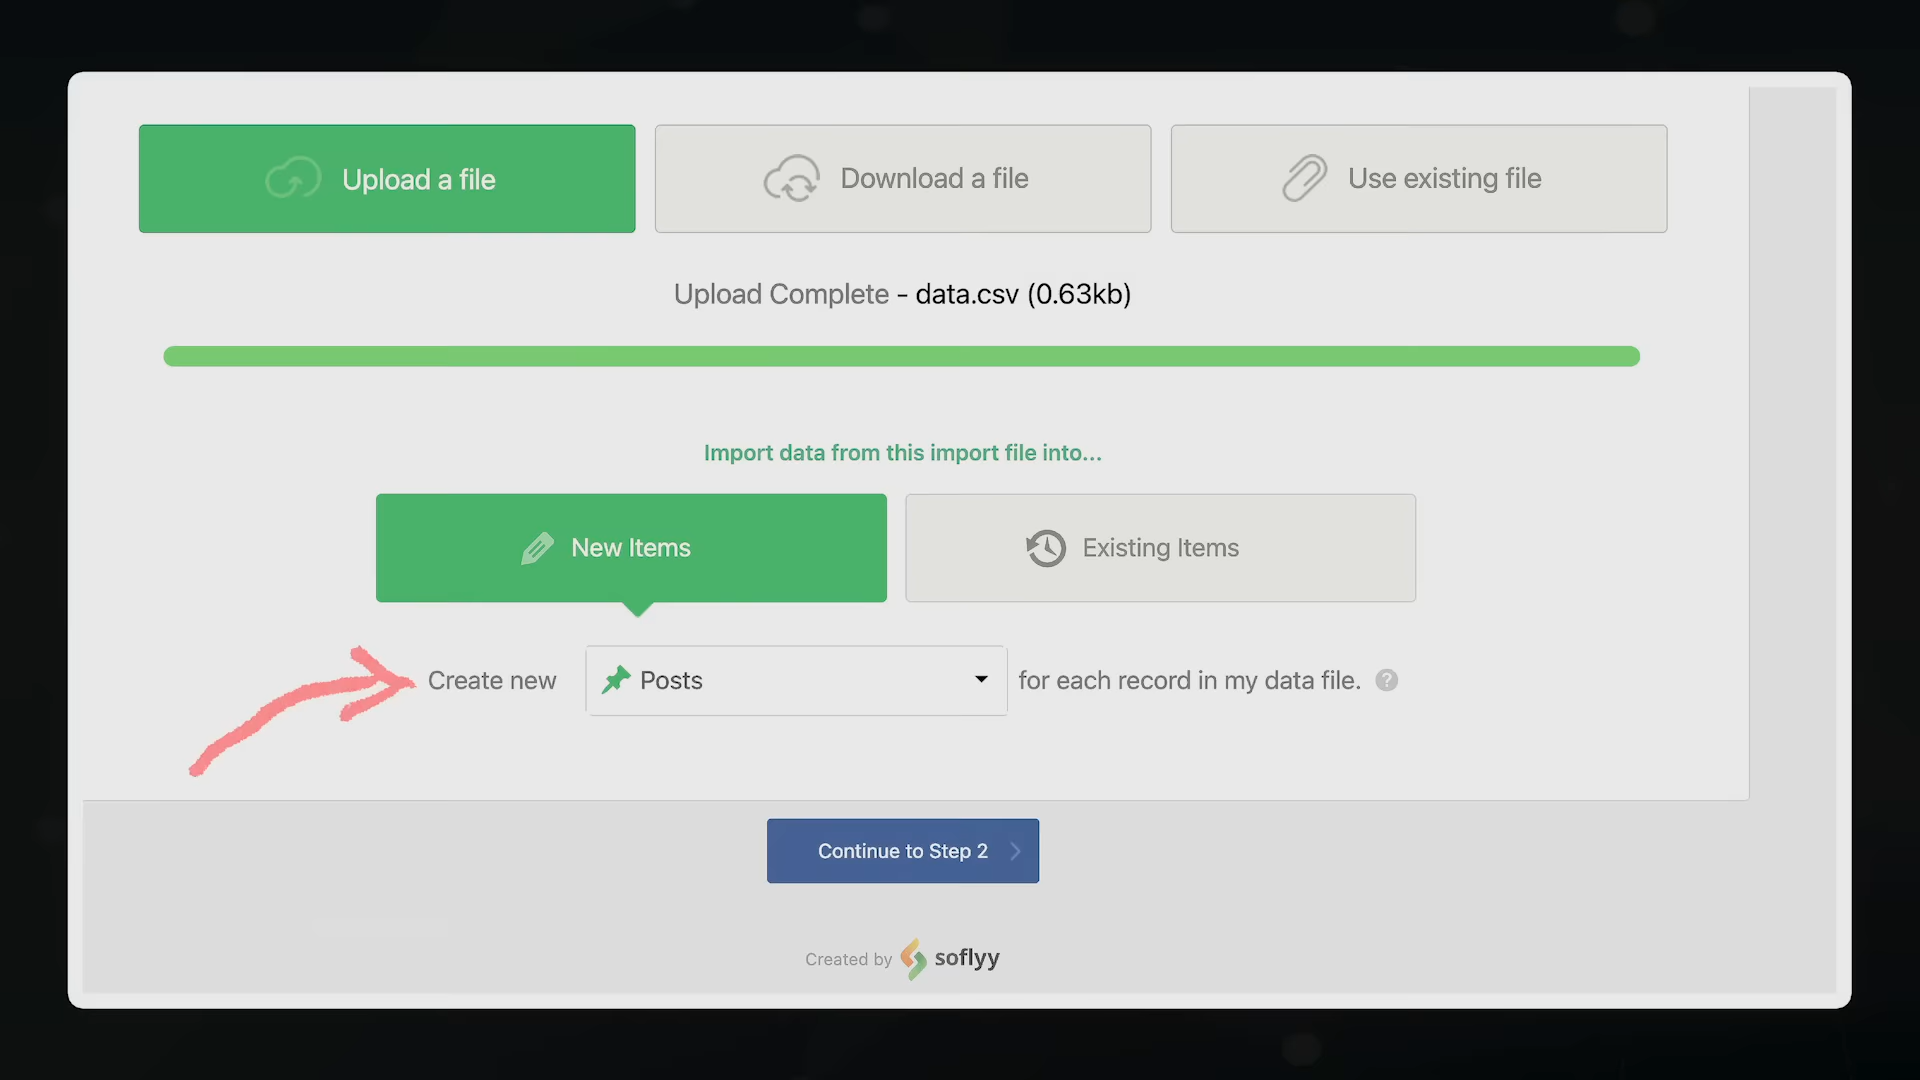 Upload a file
Download a file
Use existing file
Upload Complete - data.csv (0.63kb)
Import data from this import file into...
New Items
Existing Items
Create new Posts for each record in my data file. ?
Continue to Step 2
Created by soflyy